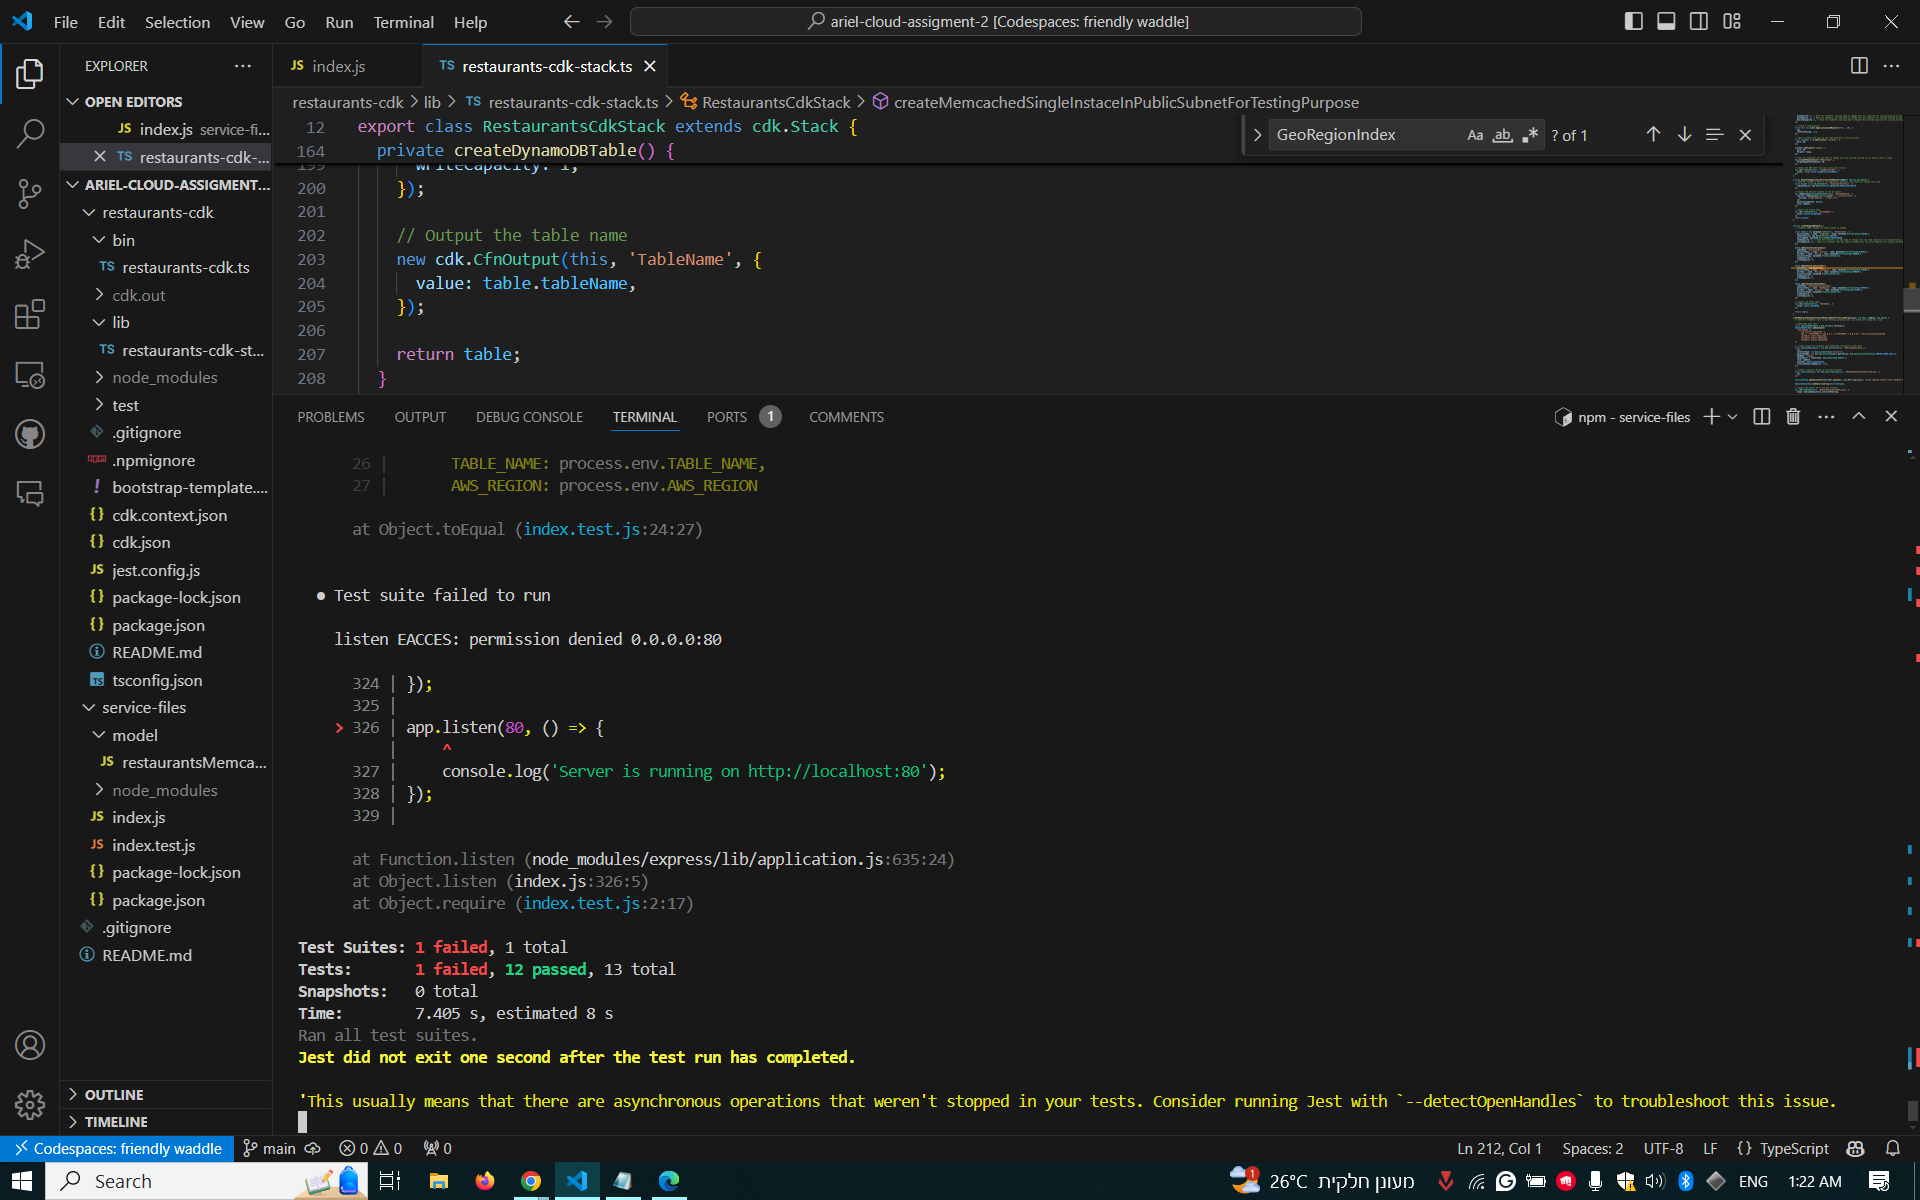 File Edit Selection View Go Run Terminal Help
ariel-cloud-assigment-2 [Codespaces: friendly waddle]
EXPLORER
OPEN EDITORS
JS index.js service-fi...
TS restaurants-cdk-...
ARIEL-CLOUD-ASSIGMENT...
restaurants-cdk
bin
TS restaurants-cdk.ts
cdk.out
lib
TS restaurants-cdk-st...
node_modules
test
.gitignore
.npmignore
! bootstrap-template....
{} cdk.context.json
{} cdk.json
JS jest.config.js
{} package-lock.json
{} package.json
README.md
TS tsconfig.json
service-files
model
JS restaurantsMemca...
node_modules
JS index.js
JS index.test.js
{} package-lock.json
{} package.json
.gitignore
README.md
OUTLINE
TIMELINE
JS index.js
TS restaurants-cdk-stack.ts
restaurants-cdk > lib > TS restaurants-cdk-stack.ts > RestaurantsCdkStack > createMemcachedSingleInstaceInPublicSubnetForTestingPurpose
GeoRegionIndex Aa ab .* ? of 1
12 export class RestaurantsCdkStack extends cdk.Stack {
164 private createDynamoDBTable() {
199 writeCapacity: 1,
200 });
201
202 // Output the table name
203 new cdk.CfnOutput(this, 'TableName', {
204 value: table.tableName,
205 });
206
207 return table;
208 }
PROBLEMS OUTPUT DEBUG CONSOLE TERMINAL PORTS 1 COMMENTS
npm - service-files
26 | TABLE_NAME: process.env.TABLE_NAME,
27 | AWS_REGION: process.env.AWS_REGION
at Object.toEqual (index.test.js:24:27)
● Test suite failed to run
listen EACCES: permission denied 0.0.0.0:80
324 | });
325 |
> 326 | app.listen(80, () => {
| ^
327 | console.log('Server is running on http://localhost:80');
328 | });
329 |
at Function.listen (node_modules/express/lib/application.js:635:24)
at Object.listen (index.js:326:5)
at Object.require (index.test.js:2:17)
Test Suites: 1 failed, 1 total
Tests: 1 failed, 12 passed, 13 total
Snapshots: 0 total
Time: 7.405 s, estimated 8 s
Ran all test suites.
Jest did not exit one second after the test run has completed.
'This usually means that there are asynchronous operations that weren't stopped in your tests. Consider running Jest with `--detectOpenHandles` to troubleshoot this issue.
Codespaces: friendly waddle main 0 0 0
Ln 212, Col 1 Spaces: 2 UTF-8 LF {} TypeScript
Search
1 26°C מעונן חלקית ENG 1:22 AM